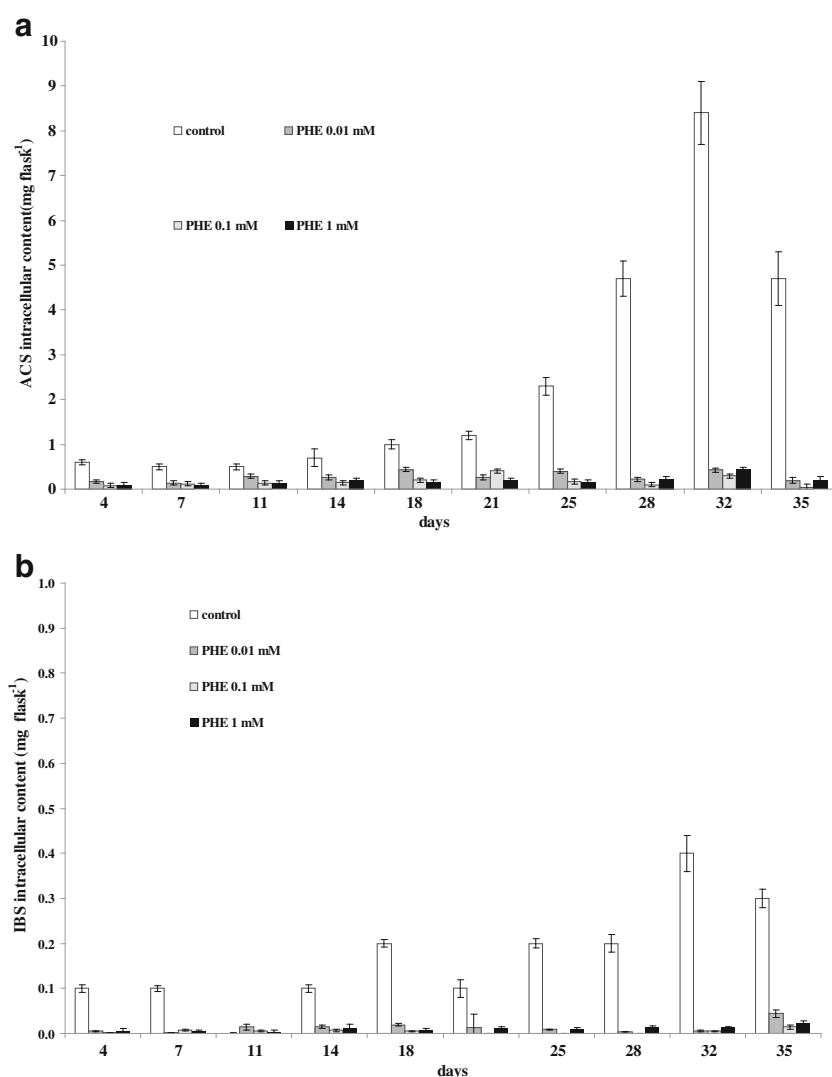 a
10
9
8
7
6
5
4
3
2
1
0
ACS intracellular content(mg flask-1)
control
PHE 0.01 mM
PHE 0.1 mM
PHE 1 mM
4 7 11 14 18 21 25 28 32 35
days
b
1.0
0.9
0.8
0.7
0.6
0.5
0.4
0.3
0.2
0.1
0.0
IBS intracellular content (mg flask-1)
control
PHE 0.01 mM
PHE 0.1 mM
PHE 1 mM
4 7 11 14 18 25 28 32 35
days